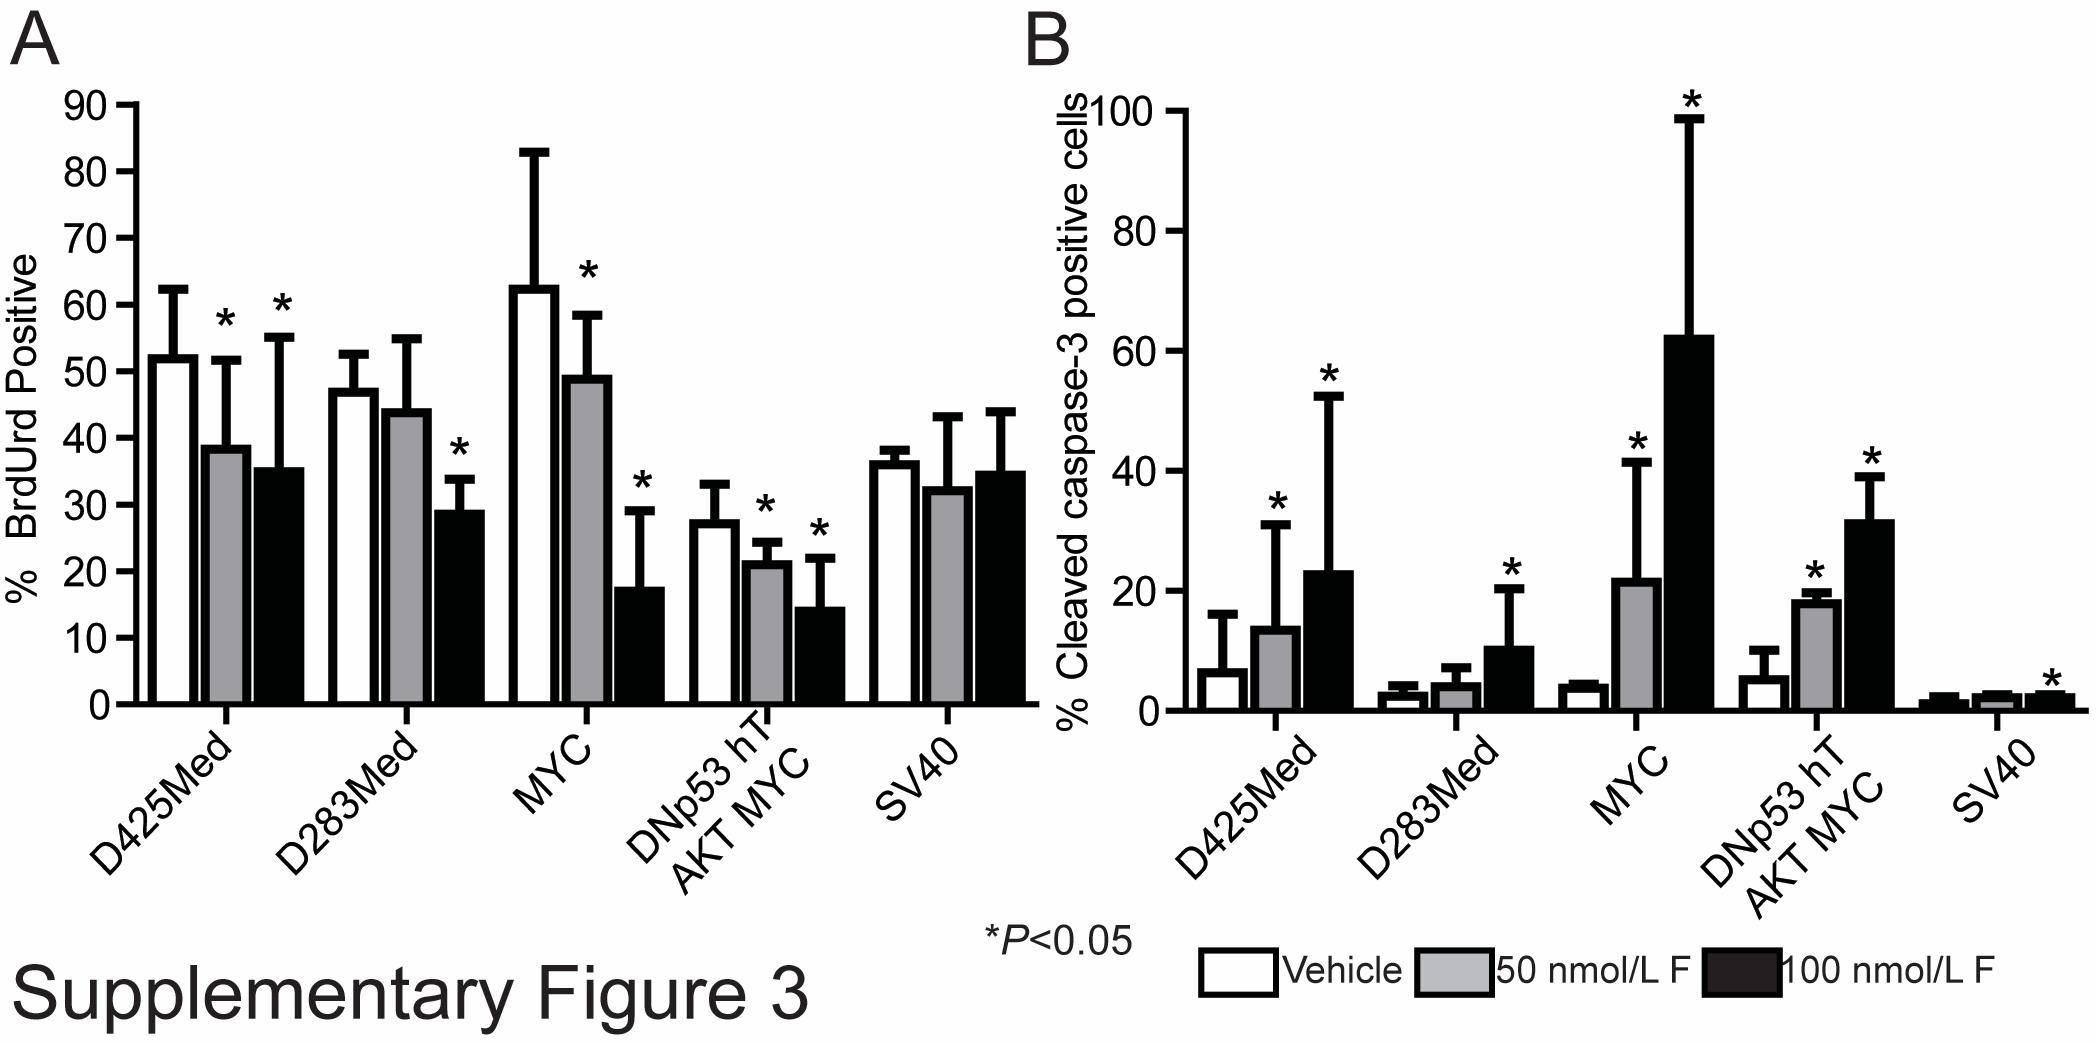 A
B
% BrdUrd Positive
90
80
70
60
50
40
30
20
10
0
* * * * * * *
D425Med
D283Med
MYC
DNp53 hT
AKT MYC
SV40
% Cleaved caspase-3 positive cells
100
80
60
40
20
0
* * * * * * * *
D425Med
D283Med
MYC
DNp53 hT
AKT MYC
SV40
*P<0.05
Vehicle 50 nmol/L F 100 nmol/L F
Supplementary Figure 3